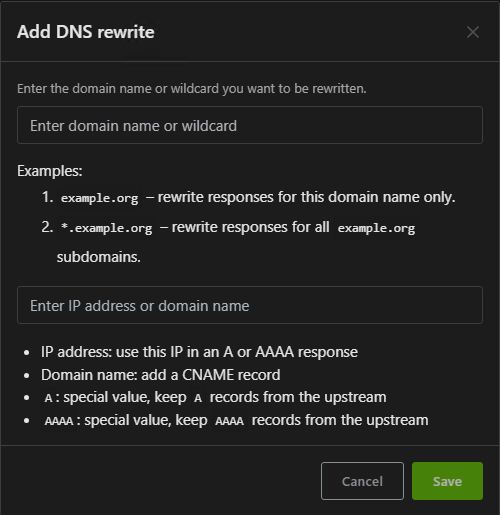 Add DNS rewrite
Enter the domain name or wildcard you want to be rewritten.
Enter domain name or wildcard
Examples:
1. example.org – rewrite responses for this domain name only.
2. *.example.org – rewrite responses for all example.org
subdomains.
Enter IP address or domain name
• IP address: use this IP in an A or AAAA response
• Domain name: add a CNAME record
• A : special value, keep A records from the upstream
• AAAA : special value, keep AAAA records from the upstream
Cancel Save